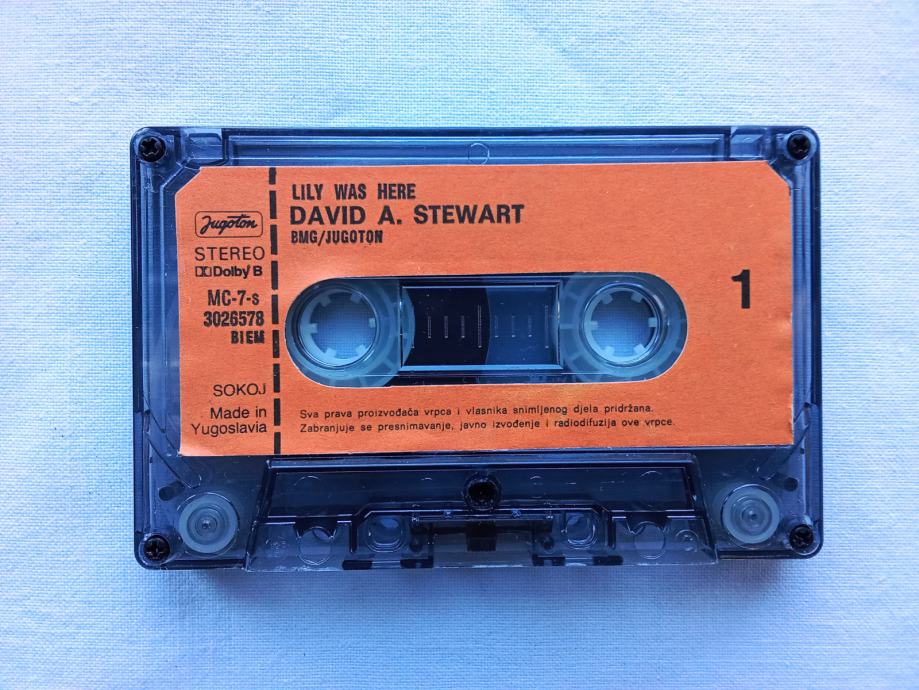 Jugoton
STEREO
Dolby B
MC-7-s
3026578
BIEM
SOKOJ
Made in
Yugoslavia
LILY WAS HERE
DAVID A. STEWART
BMG/JUGOTON
1
Sva prava proizvođača vrpca i vlasnika snimljenog djela pridržana.
Zabranjuje se presnimavanje, javno izvođenje i radiodifuzija ove vrpce.